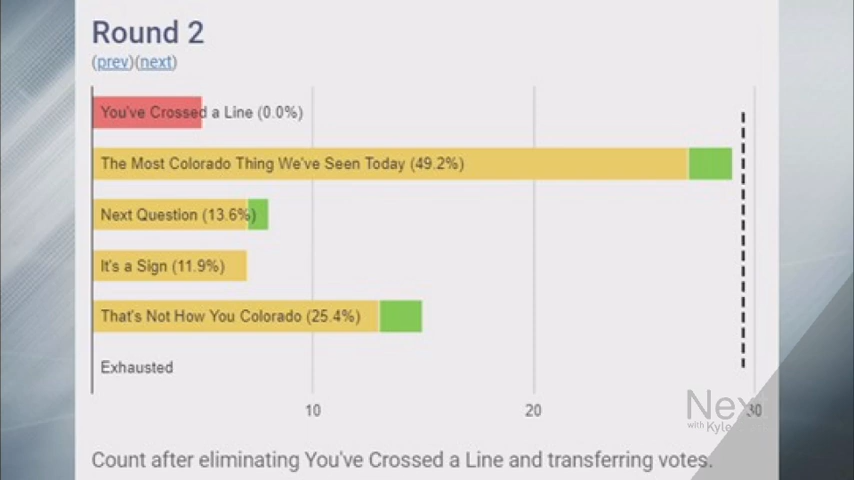 Round 2
(prev)(next)
You've Crossed a Line (0.0%)
The Most Colorado Thing We've Seen Today (49.2%)
Next Question (13.6%)
It's a Sign (11.9%)
That's Not How You Colorado (25.4%)
Exhausted
10 20 30
Next
with Kyle
Count after eliminating You've Crossed a Line and transferring votes.